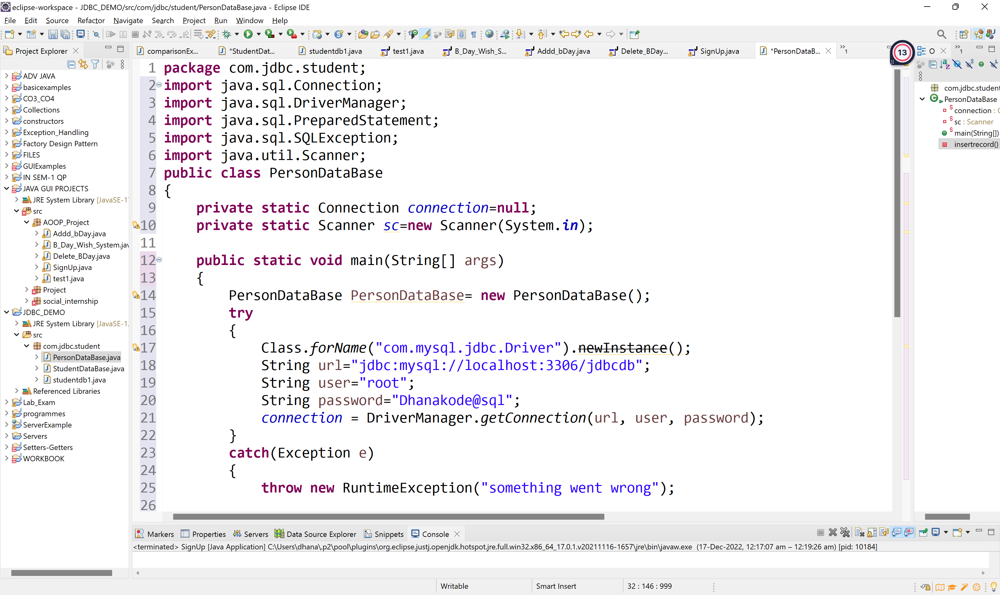 eclipse-workspace - JDBC_DEMO/src/com/jdbc/student/PersonDataBase.java - Eclipse IDE
File Edit Source Refactor Navigate Search Project Run Window Help
Project Explorer
comparisonEx... *StudentDat... studentdb1.java test1.java B_Day_Wish_S... Addd_bDay.java Delete_BDay... SignUp.java *PersonDataB... »1
13
O »1
ADV JAVA
basicexamples
CO3_CO4
Collections
constructors
Exception_Handling
Factory Design Pattern
FILES
GUIExamples
IN SEM-1 QP
JAVA GUI PROJECTS
JRE System Library [JavaSE-1
src
AOOP_Project
Addd_bDay.java
B_Day_Wish_System.jav
Delete_BDay.java
SignUp.java
test1.java
Project
social_internship
JDBC_DEMO
JRE System Library [JavaSE-1.
src
com.jdbc.student
PersonDataBase.java
StudentDataBase.java
studentdb1.java
Referenced Libraries
Lab_Exam
programmes
ServerExample
Servers
Setters-Getters
WORKBOOK
1 package com.jdbc.student;
2 import java.sql.Connection;
3 import java.sql.DriverManager;
4 import java.sql.PreparedStatement;
5 import java.sql.SQLException;
6 import java.util.Scanner;
7 public class PersonDataBase
8 {
9 private static Connection connection=null;
10 private static Scanner sc=new Scanner(System.in);
11
12 public static void main(String[] args)
13 {
14 PersonDataBase PersonDataBase= new PersonDataBase();
15 try
16 {
17 Class.forName("com.mysql.jdbc.Driver").newInstance();
18 String url="jdbc:mysql://localhost:3306/jdbcdb";
19 String user="root";
20 String password="Dhanakode@sql";
21 connection = DriverManager.getConnection(url, user, password);
22 }
23 catch(Exception e)
24 {
25 throw new RuntimeException("something went wrong");
26
com.jdbc.student
PersonDataBase
connection : C
sc : Scanner
main(String[])
insertrecord()
Markers Properties Servers Data Source Explorer Snippets Console
<terminated> SignUp [Java Application] C:\Users\dhana\.p2\pool\plugins\org.eclipse.justj.openjdk.hotspot.jre.full.win32.x86_64_17.0.1.v20211116-1657\jre\bin\javaw.exe (17-Dec-2022, 12:17:07 am – 12:19:26 am) [pid: 10184]
Writable Smart Insert 32 : 146 : 999